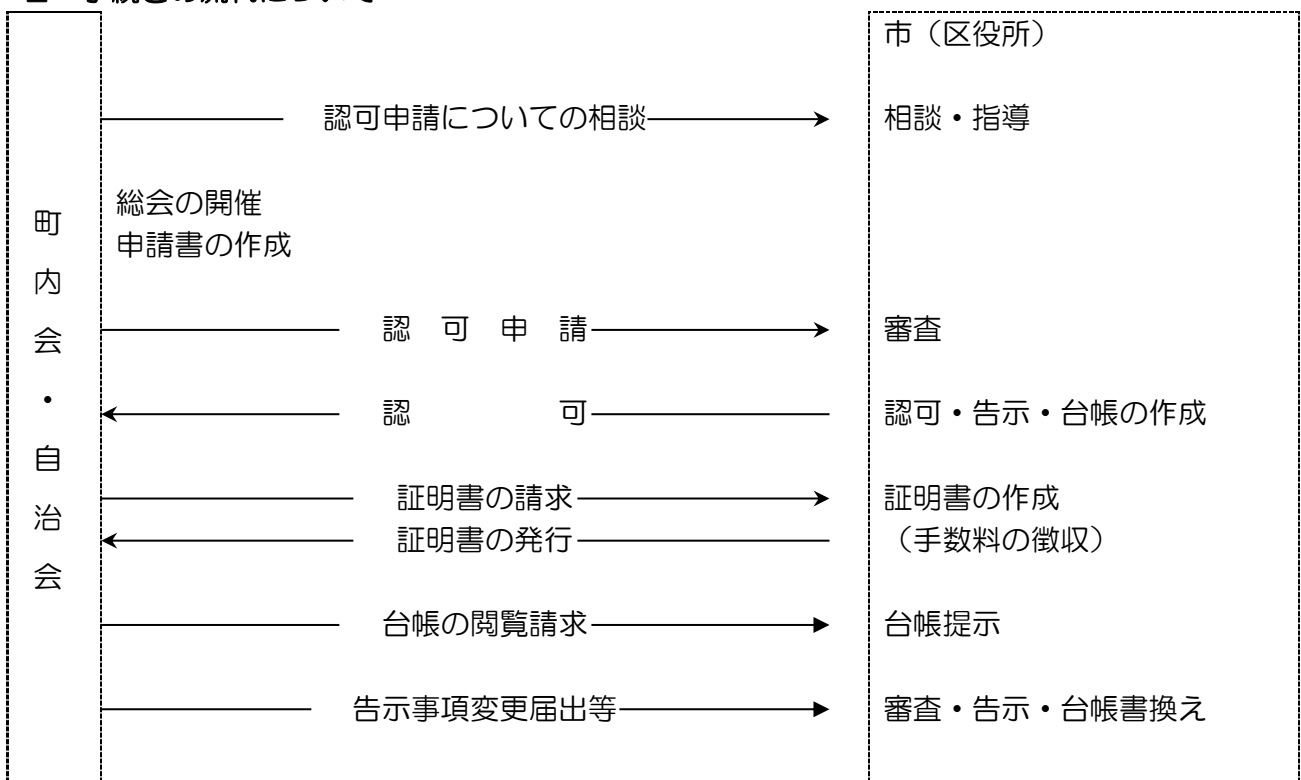 市（区役所）
認可申請についての相談
相談・指導
町内会・自治会
総会の開催
申請書の作成
認可申請
審査
認可
認可・告示・台帳の作成
証明書の請求
証明書の作成
証明書の発行
（手数料の徴収）
台帳の閲覧請求
台帳提示
告示事項変更届出等
審査・告示・台帳書換え